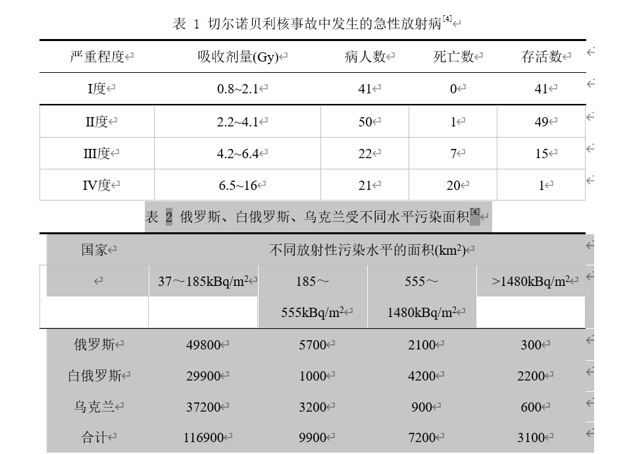 表 1 切尔诺贝利核事故中发生的急性放射病[4]
严重程度 吸收剂量(Gy) 病人数 死亡数 存活数
I度 0.8~2.1 41 0 41
II度 2.2~4.1 50 1 49
III度 4.2~6.4 22 7 15
IV度 6.5~16 21 20 1
表 2 俄罗斯、白俄罗斯、乌克兰受不同水平污染面积[4]
国家 不同放射性污染水平的面积(km²)
37～185kBq/m² 185～ 555～ >1480kBq/m²
555kBq/m² 1480kBq/m²
俄罗斯 49800 5700 2100 300
白俄罗斯 29900 1000 4200 2200
乌克兰 37200 3200 900 600
合计 116900 9900 7200 3100